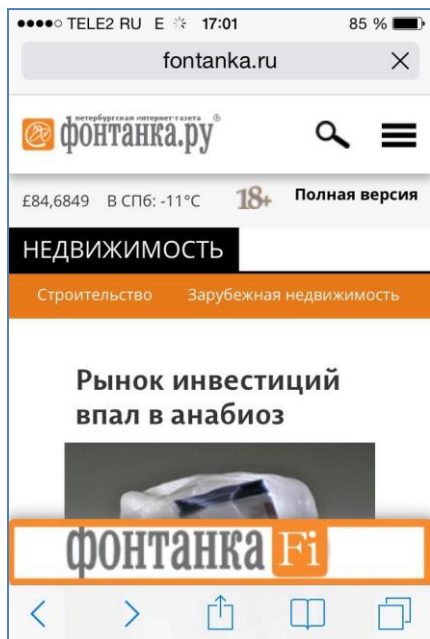 TELE2 RU E 17:01 85 %
fontanka.ru
петербургская интернет-газета ®
фонтанка.ру
£84,6849 В СПб: -11°C 18+ Полная версия
НЕДВИЖИМОСТЬ
Строительство Зарубежная недвижимость
Рынок инвестиций
впал в анабиоз
фонтанка Fi